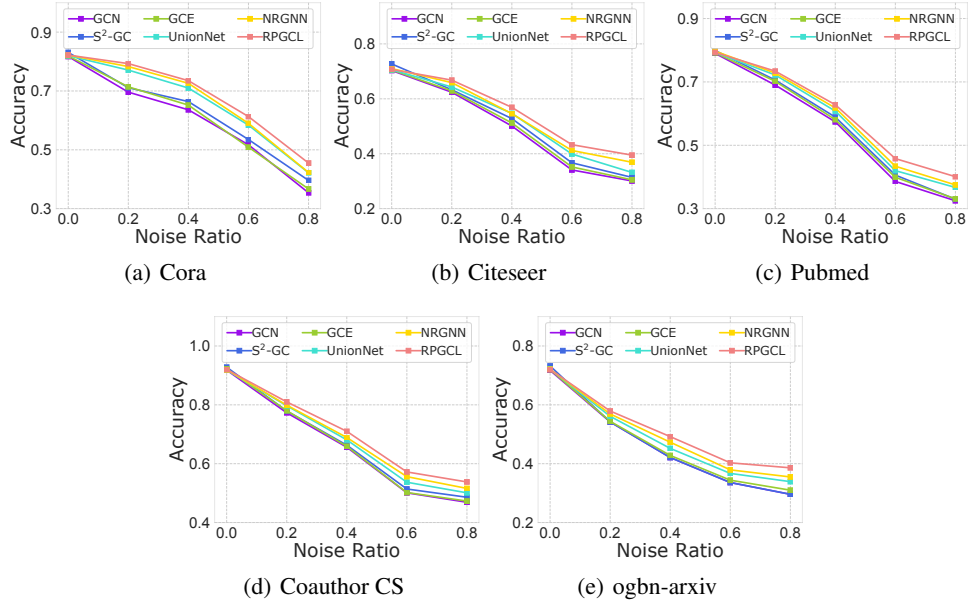 GCN GCE NRGNN
S²-GC UnionNet RPGCL
Accuracy
0.9
0.7
0.5
0.3
0.0 0.2 0.4 0.6 0.8
Noise Ratio
(a) Cora
GCN GCE NRGNN
S²-GC UnionNet RPGCL
Accuracy
0.8
0.6
0.4
0.2
0.0 0.2 0.4 0.6 0.8
Noise Ratio
(b) Citeseer
GCN GCE NRGNN
S²-GC UnionNet RPGCL
Accuracy
0.9
0.7
0.5
0.3
0.0 0.2 0.4 0.6 0.8
Noise Ratio
(c) Pubmed
GCN GCE NRGNN
S²-GC UnionNet RPGCL
Accuracy
1.0
0.8
0.6
0.4
0.0 0.2 0.4 0.6 0.8
Noise Ratio
(d) Coauthor CS
GCN GCE NRGNN
S²-GC UnionNet RPGCL
Accuracy
0.8
0.6
0.4
0.2
0.0 0.2 0.4 0.6 0.8
Noise Ratio
(e) ogbn-arxiv